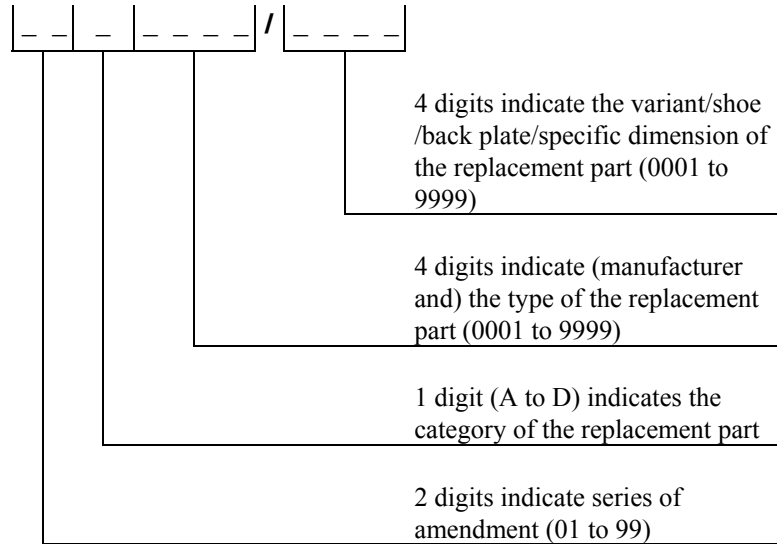 _ _ _ _ _ _ _ / _ _ _ _
4 digits indicate the variant/shoe
/back plate/specific dimension of
the replacement part (0001 to
9999)
4 digits indicate (manufacturer
and) the type of the replacement
part (0001 to 9999)
1 digit (A to D) indicates the
category of the replacement part
2 digits indicate series of
amendment (01 to 99)